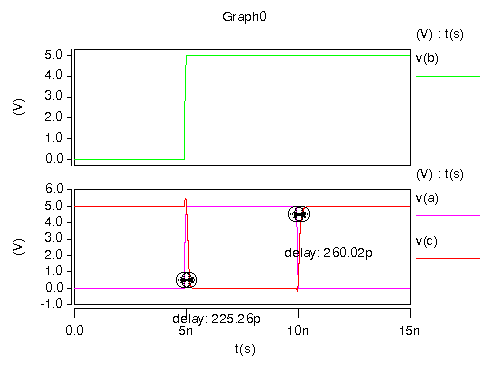 Graph0
(V) : t(s)
v(b)
(V)
5.0
4.0
3.0
2.0
1.0
0.0
(V) : t(s)
v(a)
v(c)
(V)
6.0
5.0
4.0
3.0
2.0
1.0
0.0
-1.0
delay: 260.02p
delay: 225.26p
0.0 5n 10n 15n
t(s)